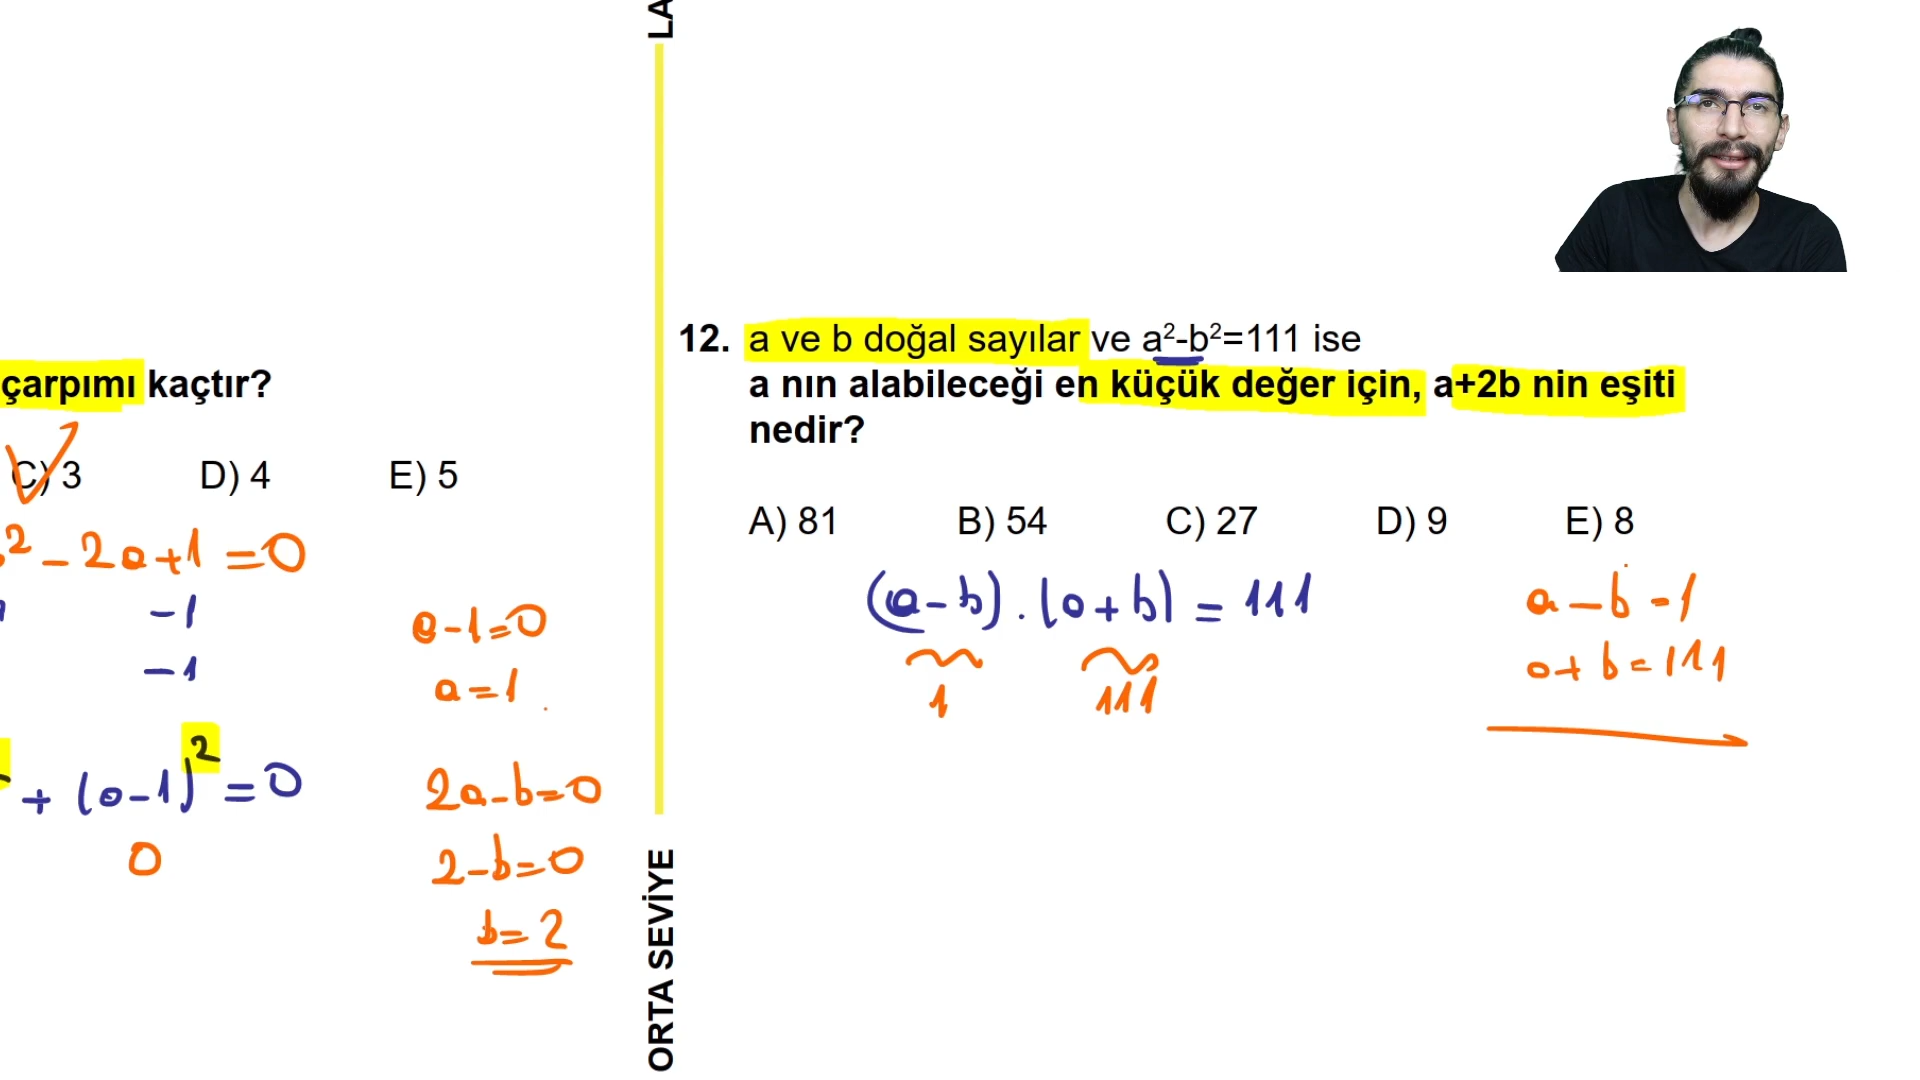 LA
çarpımı kaçtır?
C) 3 D) 4 E) 5
2 - 2a + 1 = 0
-1
-1
a - 1 = 0
a = 1
+ (a - 1)² = 0
0
2a - b = 0
2 - b = 0
b = 2
ORTA SEVİYE
12. a ve b doğal sayılar ve a²-b²=111 ise
a nın alabileceği en küçük değer için, a+2b nin eşiti
nedir?
A) 81 B) 54 C) 27 D) 9 E) 8
(a - b) . (a + b) = 111
1 111
a - b - 1
a + b = 111